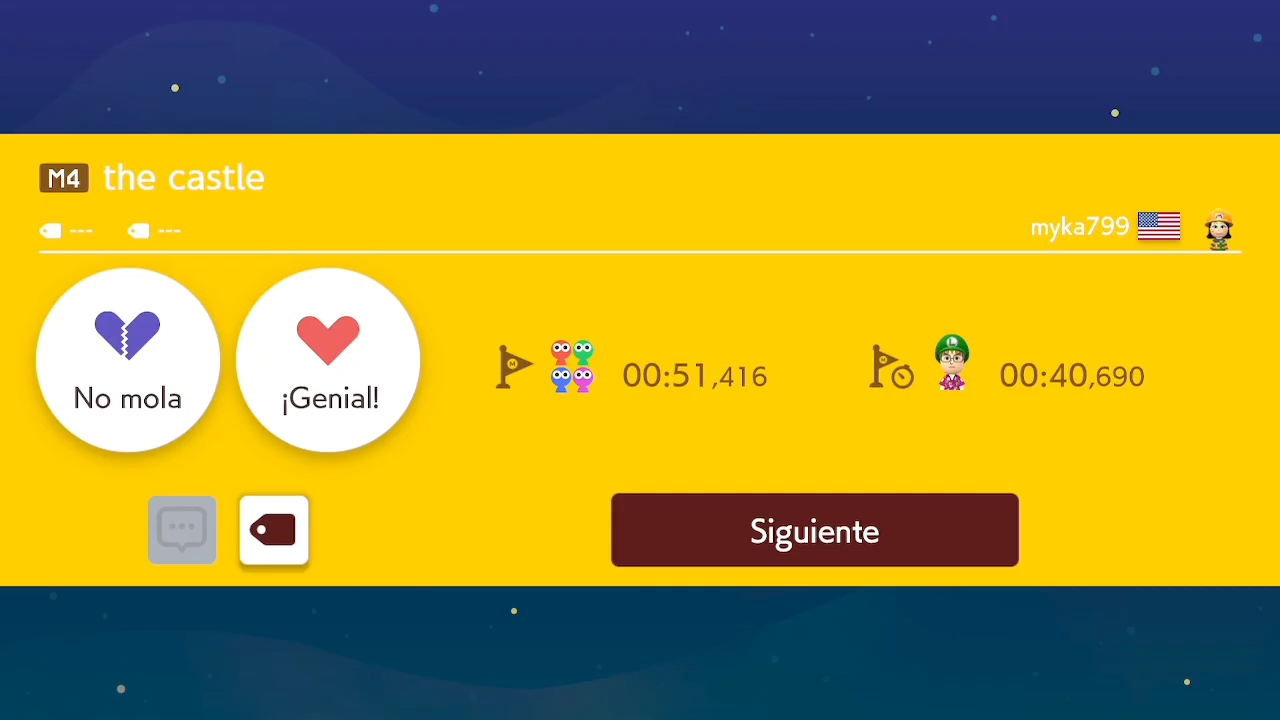 M4 the castle
--- ---
myka799
No mola
¡Genial!
M 00:51,416
M L 00:40,690
Siguiente